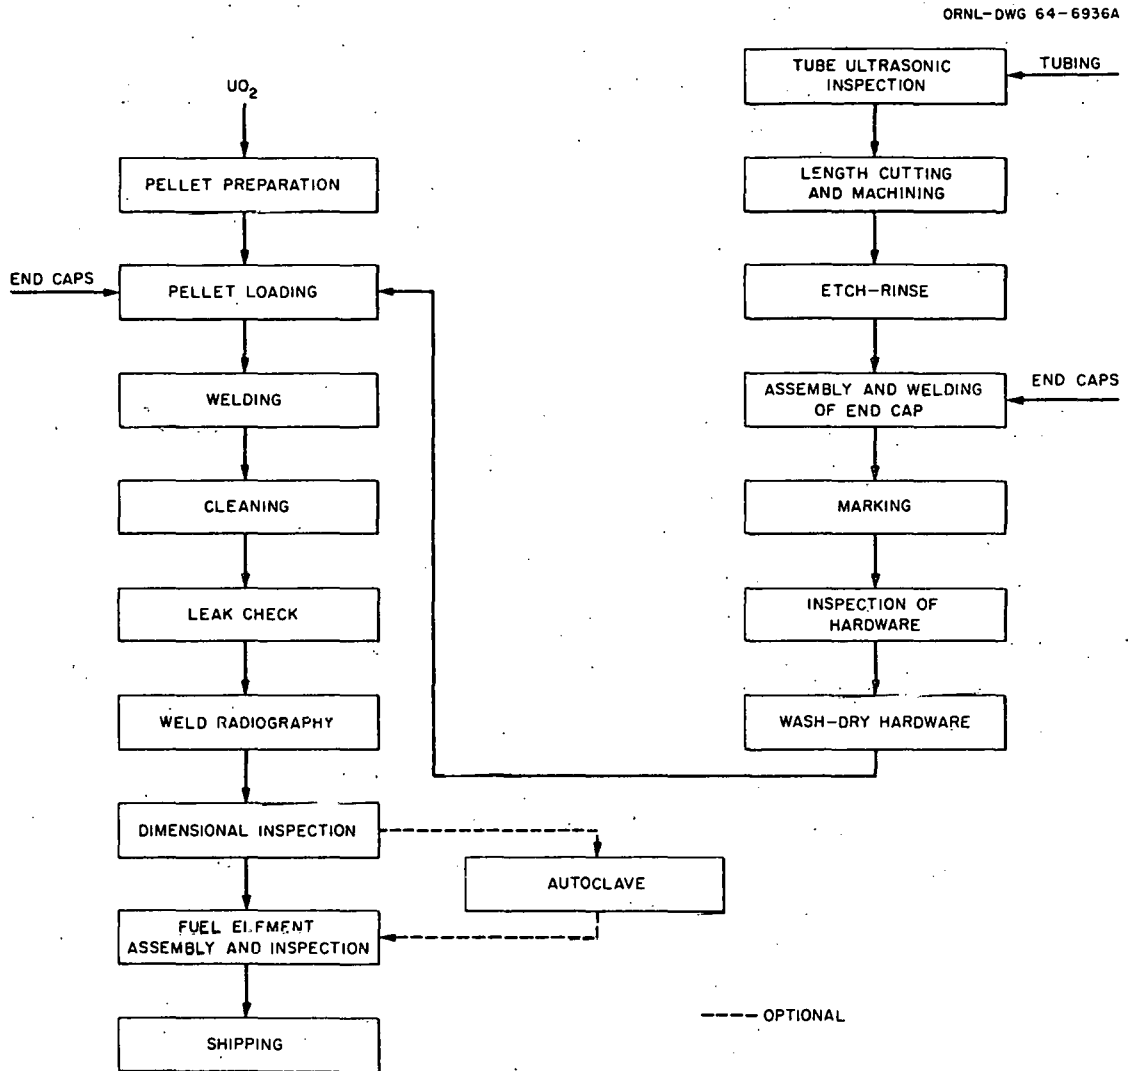 ORNL-DWG 64-6936A
UO2
PELLET PREPARATION
END CAPS
PELLET LOADING
WELDING
CLEANING
LEAK CHECK
WELD RADIOGRAPHY
DIMENSIONAL INSPECTION
AUTOCLAVE
FUEL ELEMENT
ASSEMBLY AND INSPECTION
SHIPPING
TUBE ULTRASONIC
INSPECTION
TUBING
LENGTH CUTTING
AND MACHINING
ETCH-RINSE
ASSEMBLY AND WELDING
OF END CAP
END CAPS
MARKING
INSPECTION OF
HARDWARE
WASH-DRY HARDWARE
OPTIONAL